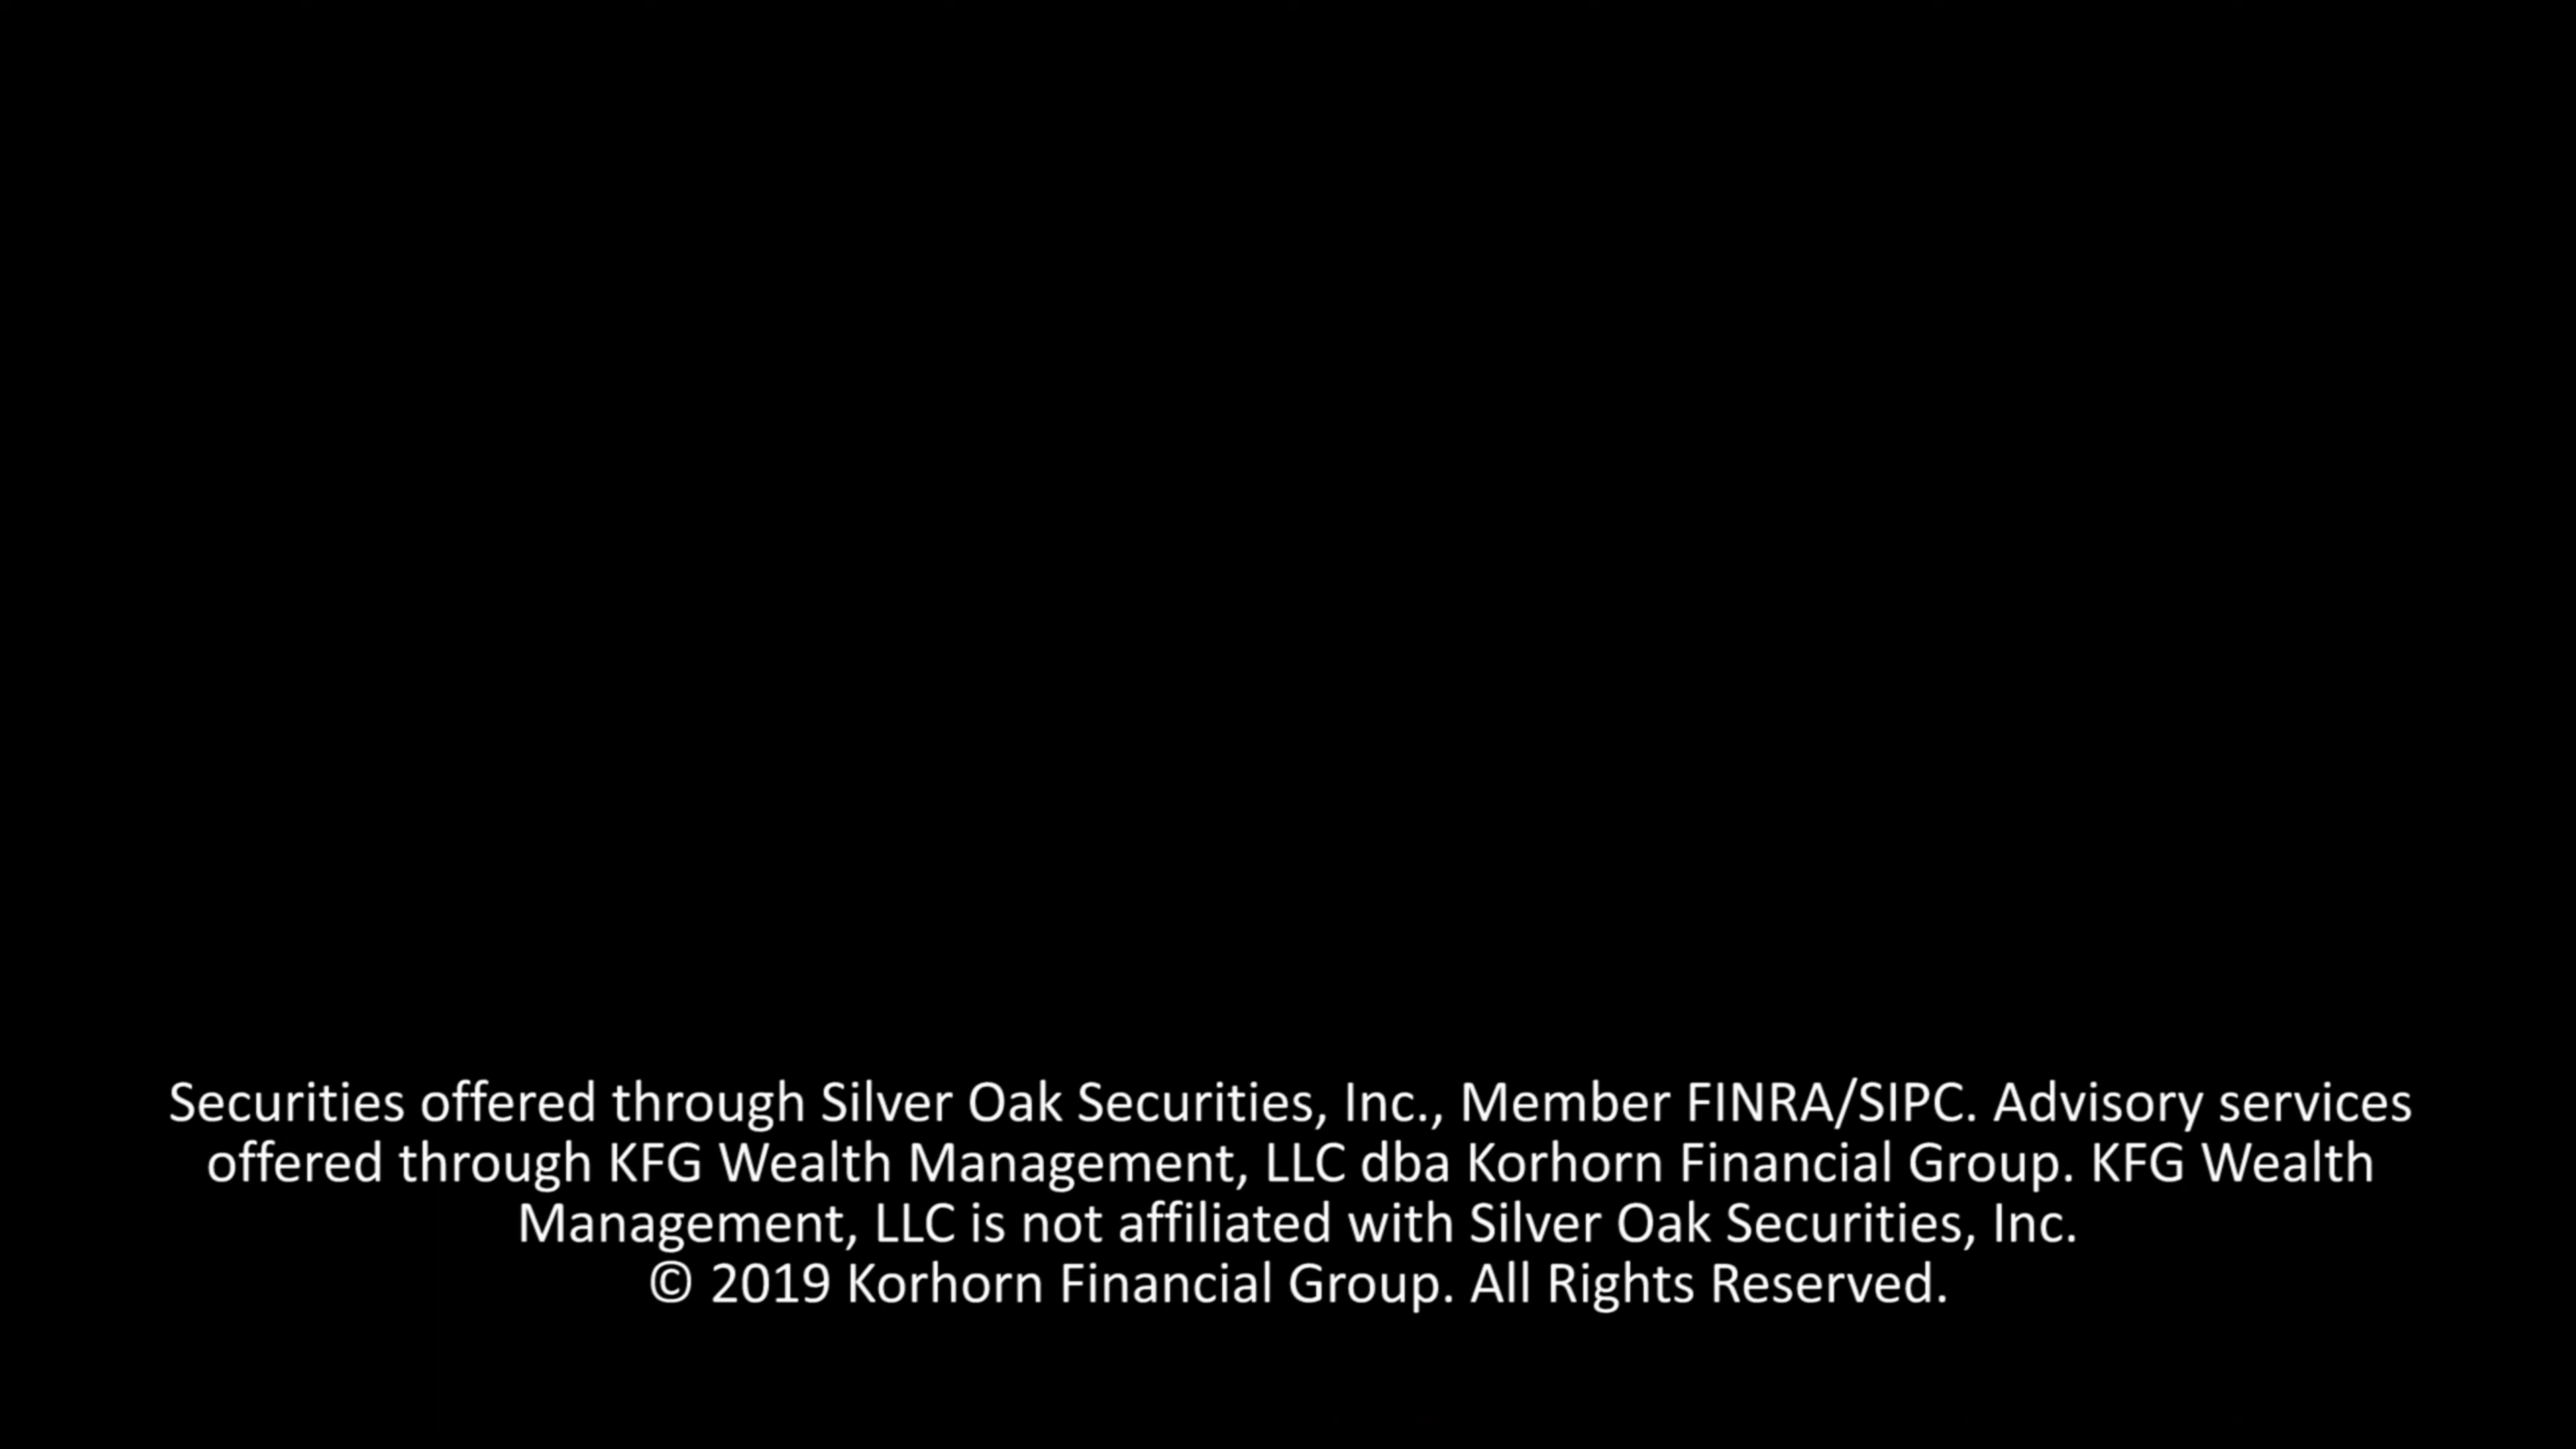 Securities offered through Silver Oak Securities, Inc., Member FINRA/SIPC. Advisory services
offered through KFG Wealth Management, LLC dba Korhorn Financial Group. KFG Wealth
Management, LLC is not affiliated with Silver Oak Securities, Inc.
© 2019 Korhorn Financial Group. All Rights Reserved.